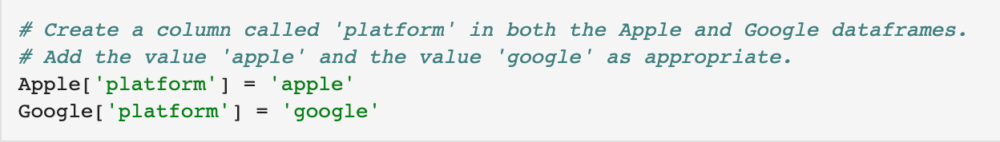 # Create a column called 'platform' in both the Apple and Google dataframes.
# Add the value 'apple' and the value 'google' as appropriate.
Apple['platform'] = 'apple'
Google['platform'] = 'google'